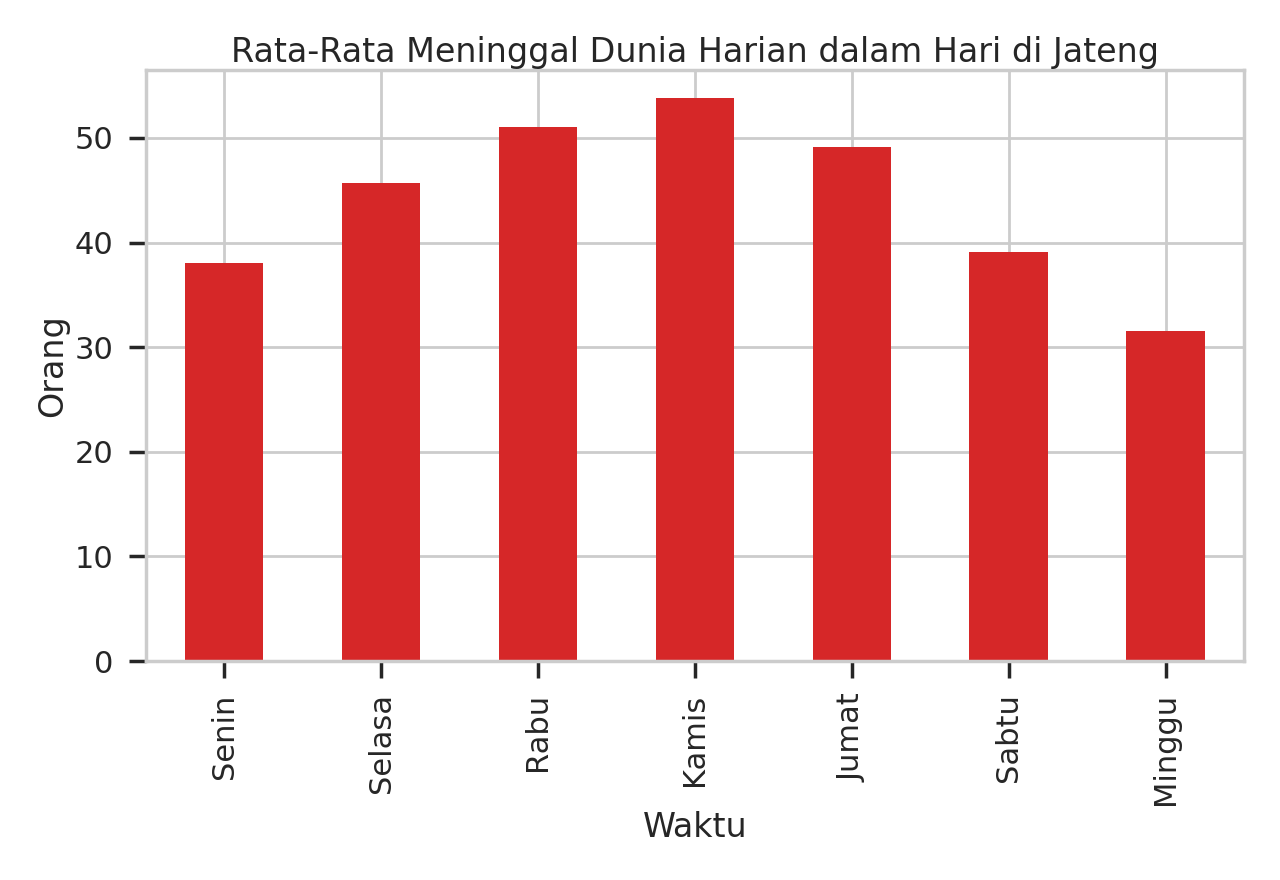 Rata-Rata Meninggal Dunia Harian dalam Hari di Jateng
Orang
50
40
30
20
10
0
Senin
Selasa
Rabu
Kamis
Jumat
Sabtu
Minggu
Waktu